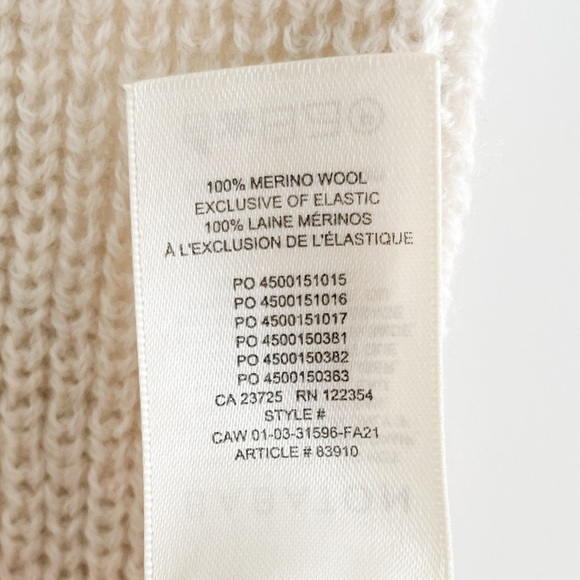 100% MERINO WOOL
EXCLUSIVE OF ELASTIC
100% LAINE MÉRINOS
À L'EXCLUSION DE L'ÉLASTIQUE
PO 4500151015
PO 4500151016
PO 4500151017
PO 4500150381
PO 4500150382
PO 4500150363
CA 23725 RN 122354
STYLE #
CAW 01-03-31596-FA21
ARTICLE # 83910